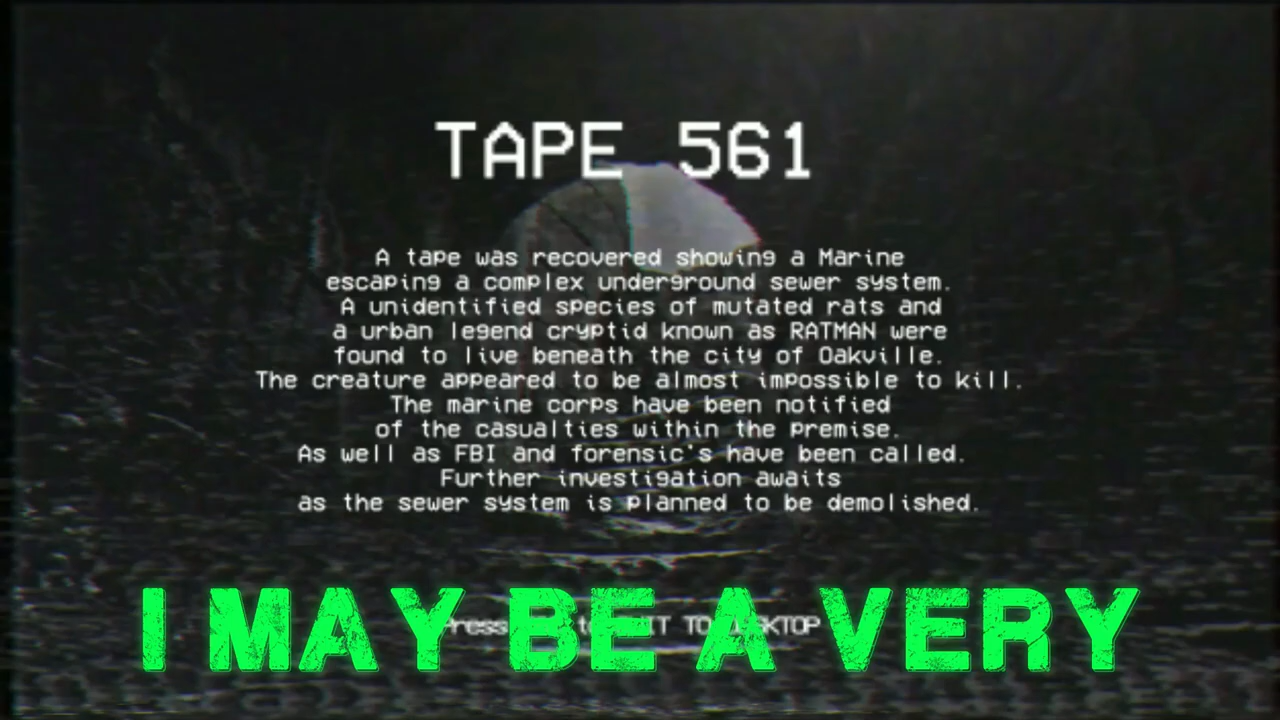 TAPE 561
A tape was recovered showing a Marine
escaping a complex underground sewer system.
A unidentified species of mutated rats and
a urban legend cryptid known as RATMAN were
found to live beneath the city of Oakville.
The creature appeared to be almost impossible to kill.
The marine corps have been notified
of the casualties within the premise.
As well as FBI and forensic's have been called.
Further investigation awaits
as the sewer system is planned to be demolished.
Press to TO
I MAY BE A VERY